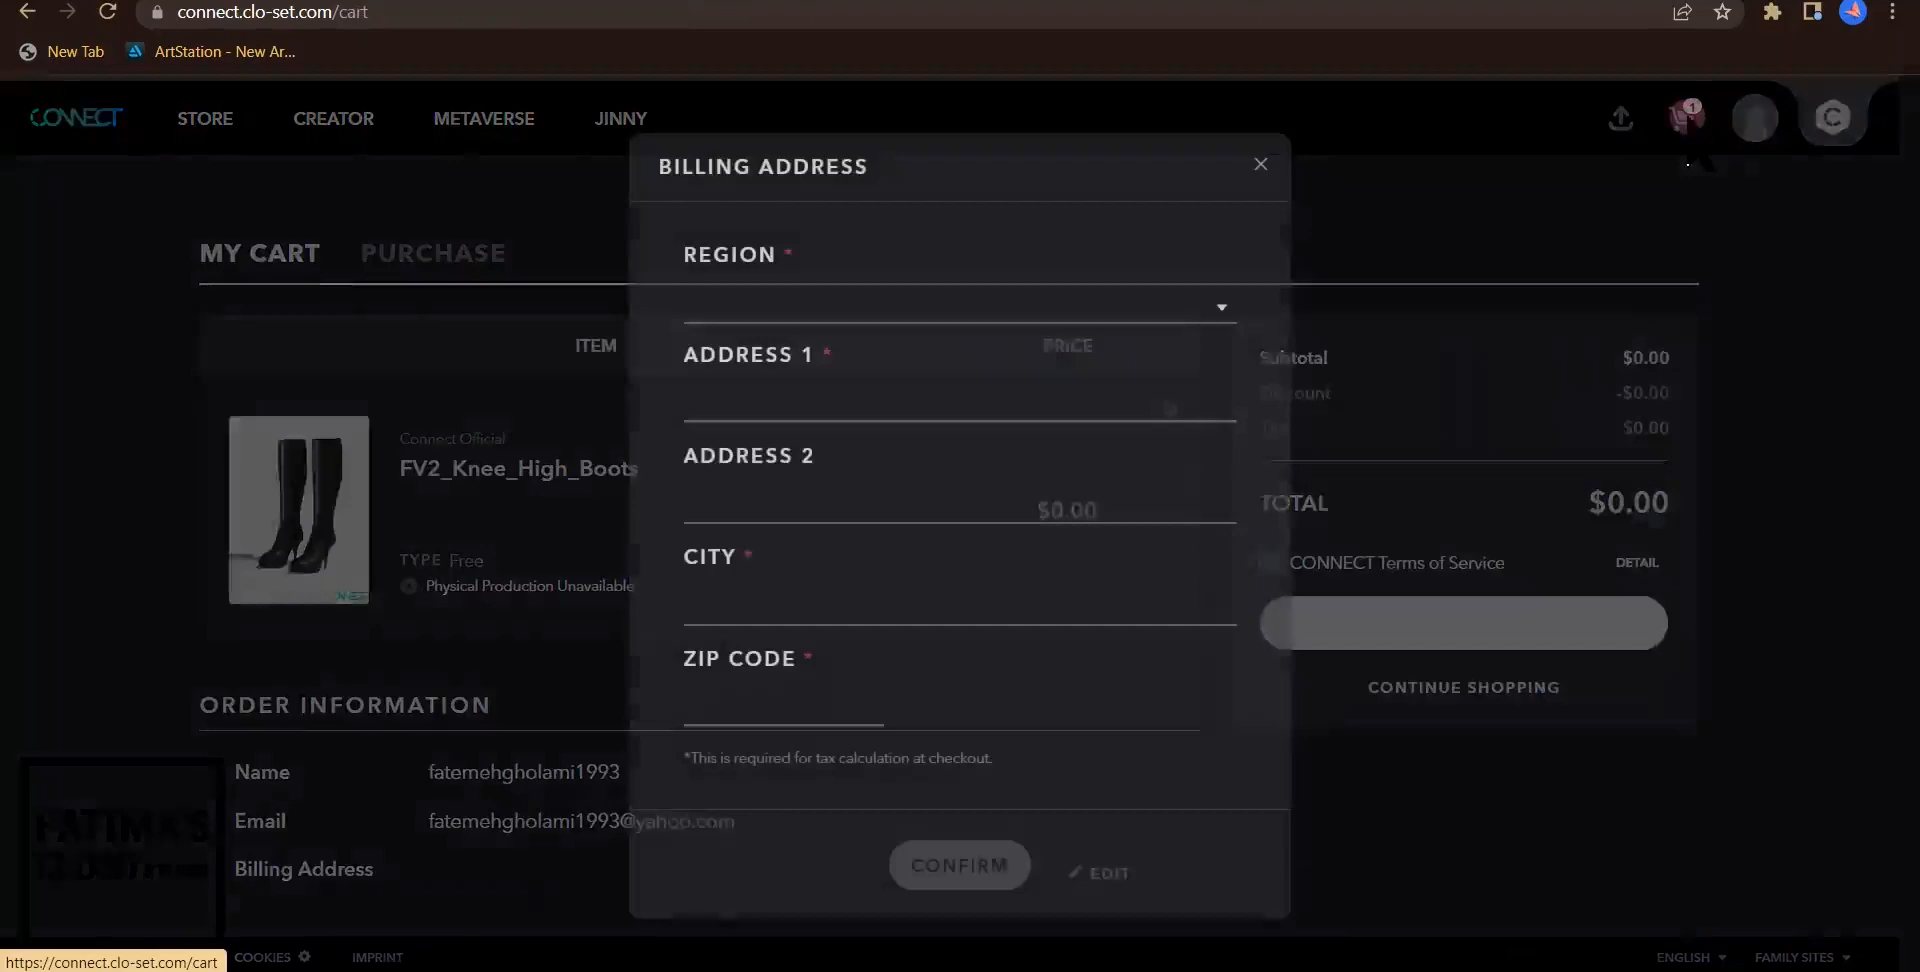 connect.clo-set.com/cart
New Tab
ArtStation - New Ar...
CONNECT
STORE
CREATOR
METAVERSE
JINNY
1
C
BILLING ADDRESS
MY CART
PURCHASE
REGION *
ITEM
PRICE
ADDRESS 1 *
Subtotal
$0.00
-$0.00
$0.00
Connect Official
FV2_Knee_High_Boots
ADDRESS 2
$0.00
TOTAL
$0.00
CITY *
TYPE Free
Physical Production Unavailable
CONNECT Terms of Service
DETAIL
ZIP CODE *
CONTINUE SHOPPING
ORDER INFORMATION
*This is required for tax calculation at checkout.
Name
fatemehgholami1993
Email
fatemehgholami1993@yahoo.com
Billing Address
CONFIRM
EDIT
FATIMA'S
https://connect.clo-set.com/cart
COOKIES
IMPRINT
ENGLISH
FAMILY SITES